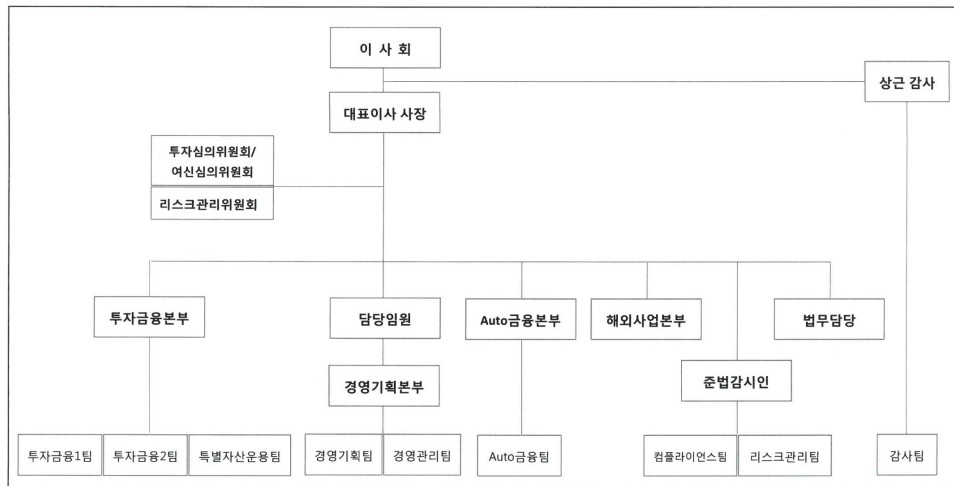 이 사 회
상근 감사
대표이사 사장
투자심의위원회/
여신심의위원회
리스크관리위원회
투자금융본부
담당임원
Auto금융본부
해외사업본부
법무담당
경영기획본부
준법감시인
투자금융1팀
투자금융2팀
특별자산운용팀
경영기획팀
경영관리팀
Auto금융팀
컴플라이언스팀
리스크관리팀
감사팀